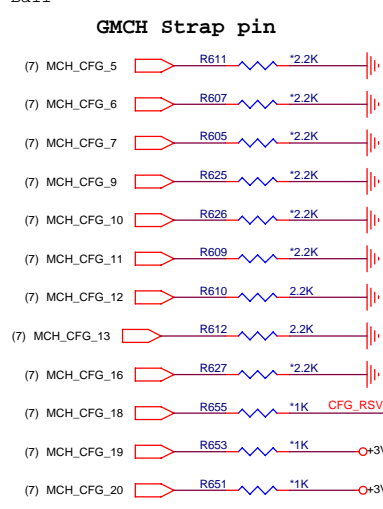 GMCH Strap pin
(7) MCH_CFG_5 R611 *2.2K
(7) MCH_CFG_6 R607 *2.2K
(7) MCH_CFG_7 R605 *2.2K
(7) MCH_CFG_9 R625 *2.2K
(7) MCH_CFG_10 R626 *2.2K
(7) MCH_CFG_11 R609 *2.2K
(7) MCH_CFG_12 R610 2.2K
(7) MCH_CFG_13 R612 2.2K
(7) MCH_CFG_16 R627 *2.2K
(7) MCH_CFG_18 R655 *1K CFG_RSV
(7) MCH_CFG_19 R653 *1K +3V
(7) MCH_CFG_20 R651 *1K +3V